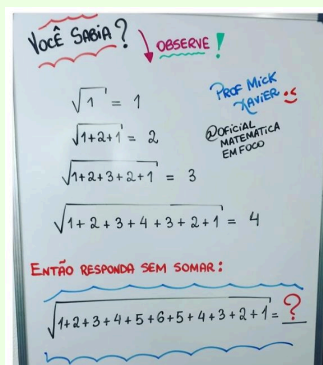 VOCÊ SABIA?
OBSERVE!
PROF MICK
XAVIER
@OFICIAL
MATEMÁTICA
EM FOCO
√1 = 1
√1+2+1 = 2
√1+2+3+2+1 = 3
√1+2+3+4+3+2+1 = 4
ENTÃO RESPONDA SEM SOMAR:
√1+2+3+4+5+6+5+4+3+2+1 = ?